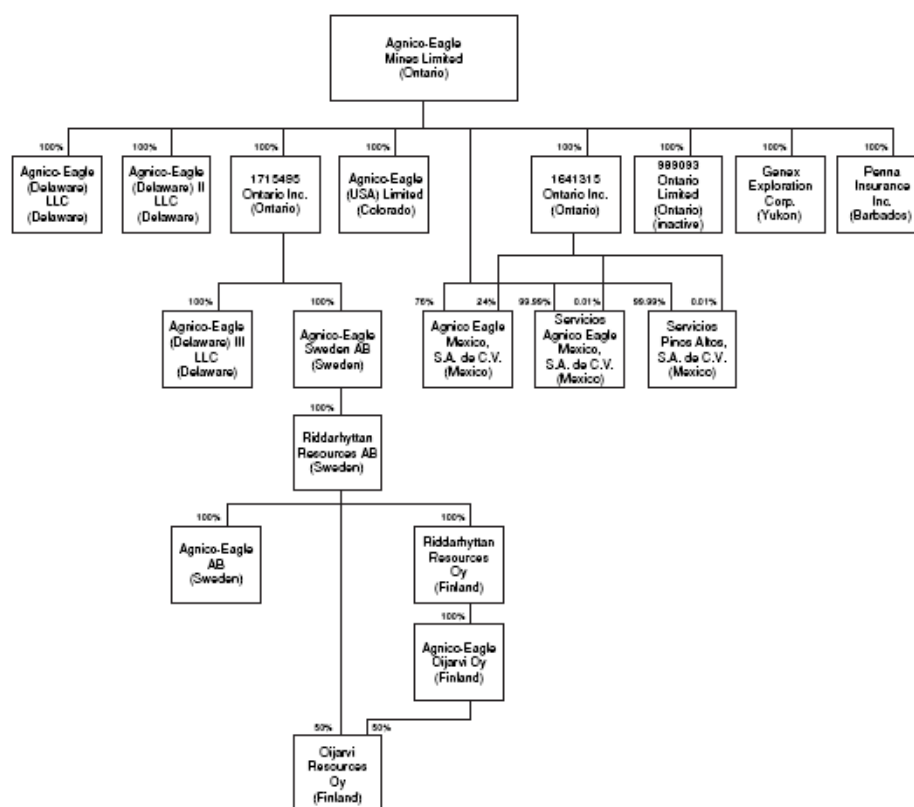 Agnico-Eagle
Mines Limited
(Ontario)
100%
100%
100%
100%
100%
100%
100%
100%
Agnico-Eagle
(Delaware)
LLC
(Delaware)
Agnico-Eagle
(Delaware) II
LLC
(Delaware)
1715495
Ontario Inc.
(Ontario)
Agnico-Eagle
(USA) Limited
(Colorado)
1641315
Ontario Inc.
(Ontario)
989093
Ontario
Limited
(Ontario)
(inactive)
Genex
Exploration
Corp.
(Yukon)
Penna
Insurance
Inc.
(Barbados)
100%
100%
76%
24%
99.99%
0.01%
99.99%
0.01%
Agnico-Eagle
(Delaware) III
LLC
(Delaware)
Agnico-Eagle
Sweden AB
(Sweden)
Agnico Eagle
Mexico,
S.A. de C.V.
(Mexico)
Servicios
Agnico Eagle
Mexico,
S.A. de C.V.
(Mexico)
Servicios
Pinos Altos,
S.A. de C.V.
(Mexico)
100%
Riddarhyttan
Resources AB
(Sweden)
100%
100%
Agnico-Eagle
AB
(Sweden)
Riddarhyttan
Resources
Oy
(Finland)
100%
Agnico-Eagle
Oijarvi Oy
(Finland)
50%
50%
Oijarvi
Resources
Oy
(Finland)